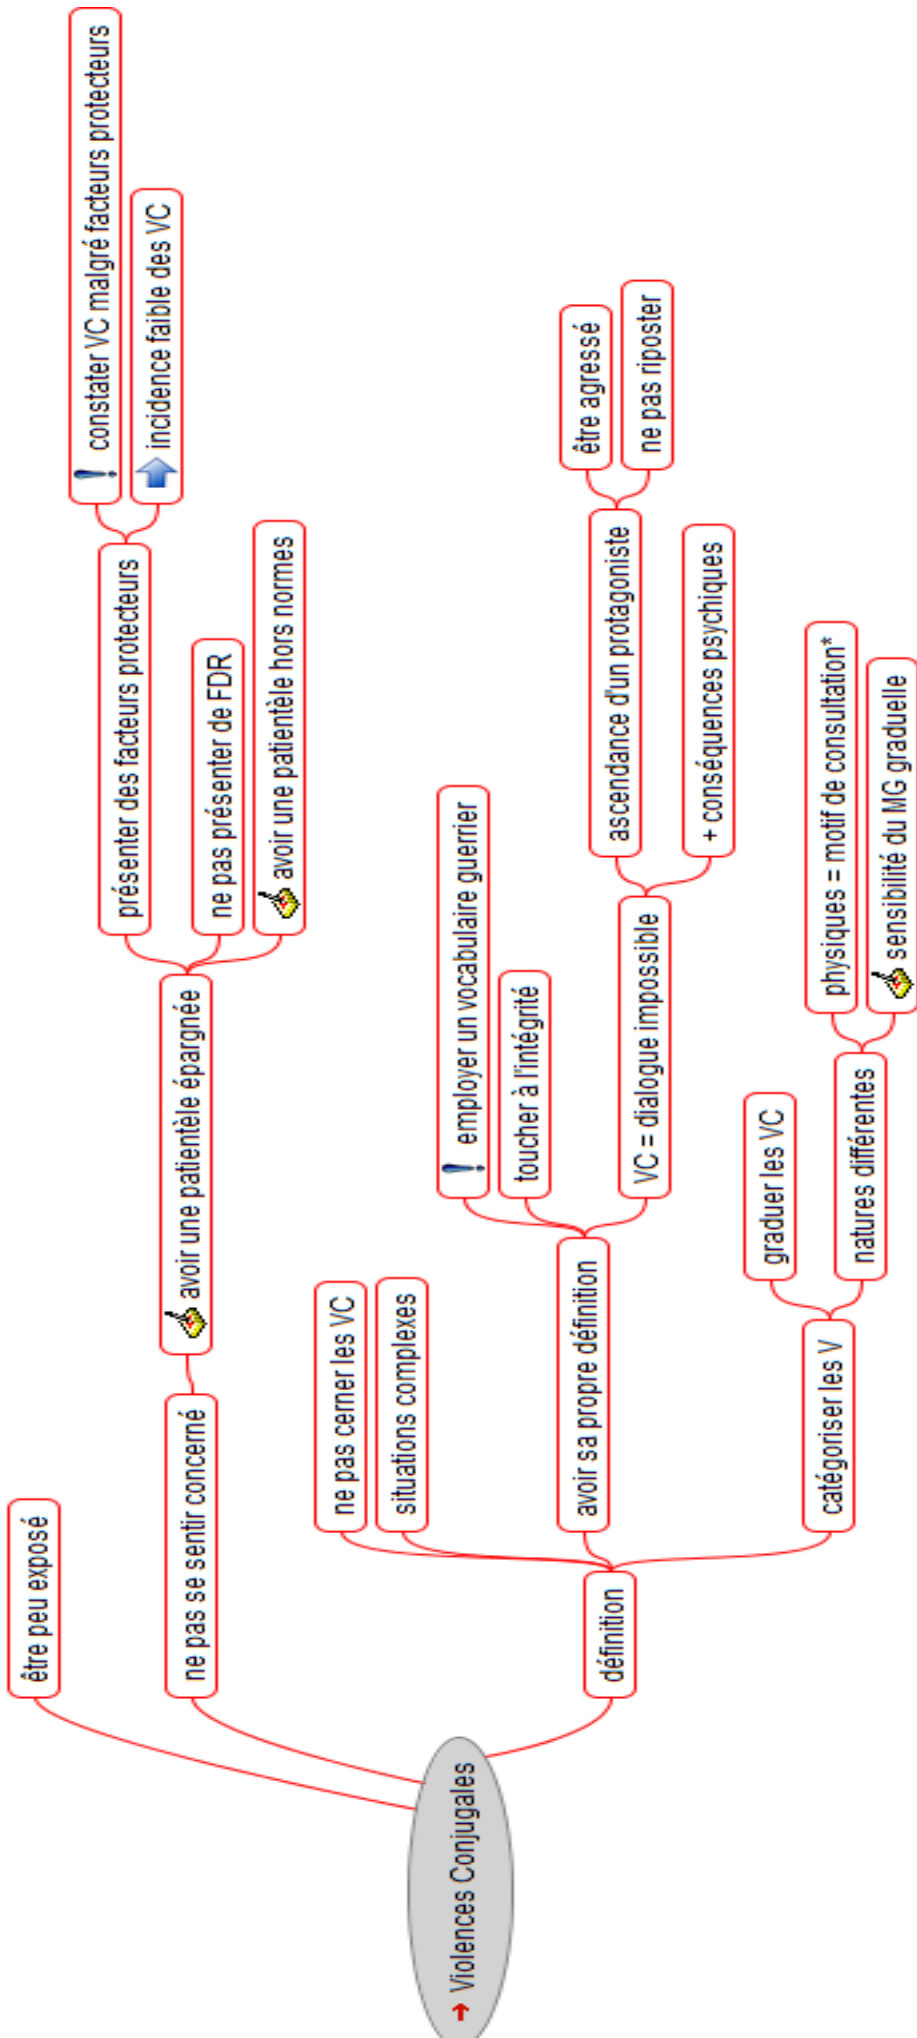 être peu exposé
ne pas se sentir concerné
avoir une patientèle épargnée
présenter des facteurs protecteurs
constater VC malgré facteurs protecteurs
incidence faible des VC
ne pas présenter de FDR
avoir une patientèle hors normes
Violences Conjugales
définition
ne pas cerner les VC
situations complexes
avoir sa propre définition
employer un vocabulaire guerrier
toucher à l'intégrité
VC = dialogue impossible
ascendance d'un protagoniste
être agressé
ne pas riposter
+ conséquences psychiques
catégoriser les V
graduer les VC
natures différentes
physiques = motif de consultation*
sensibilité du MG graduelle